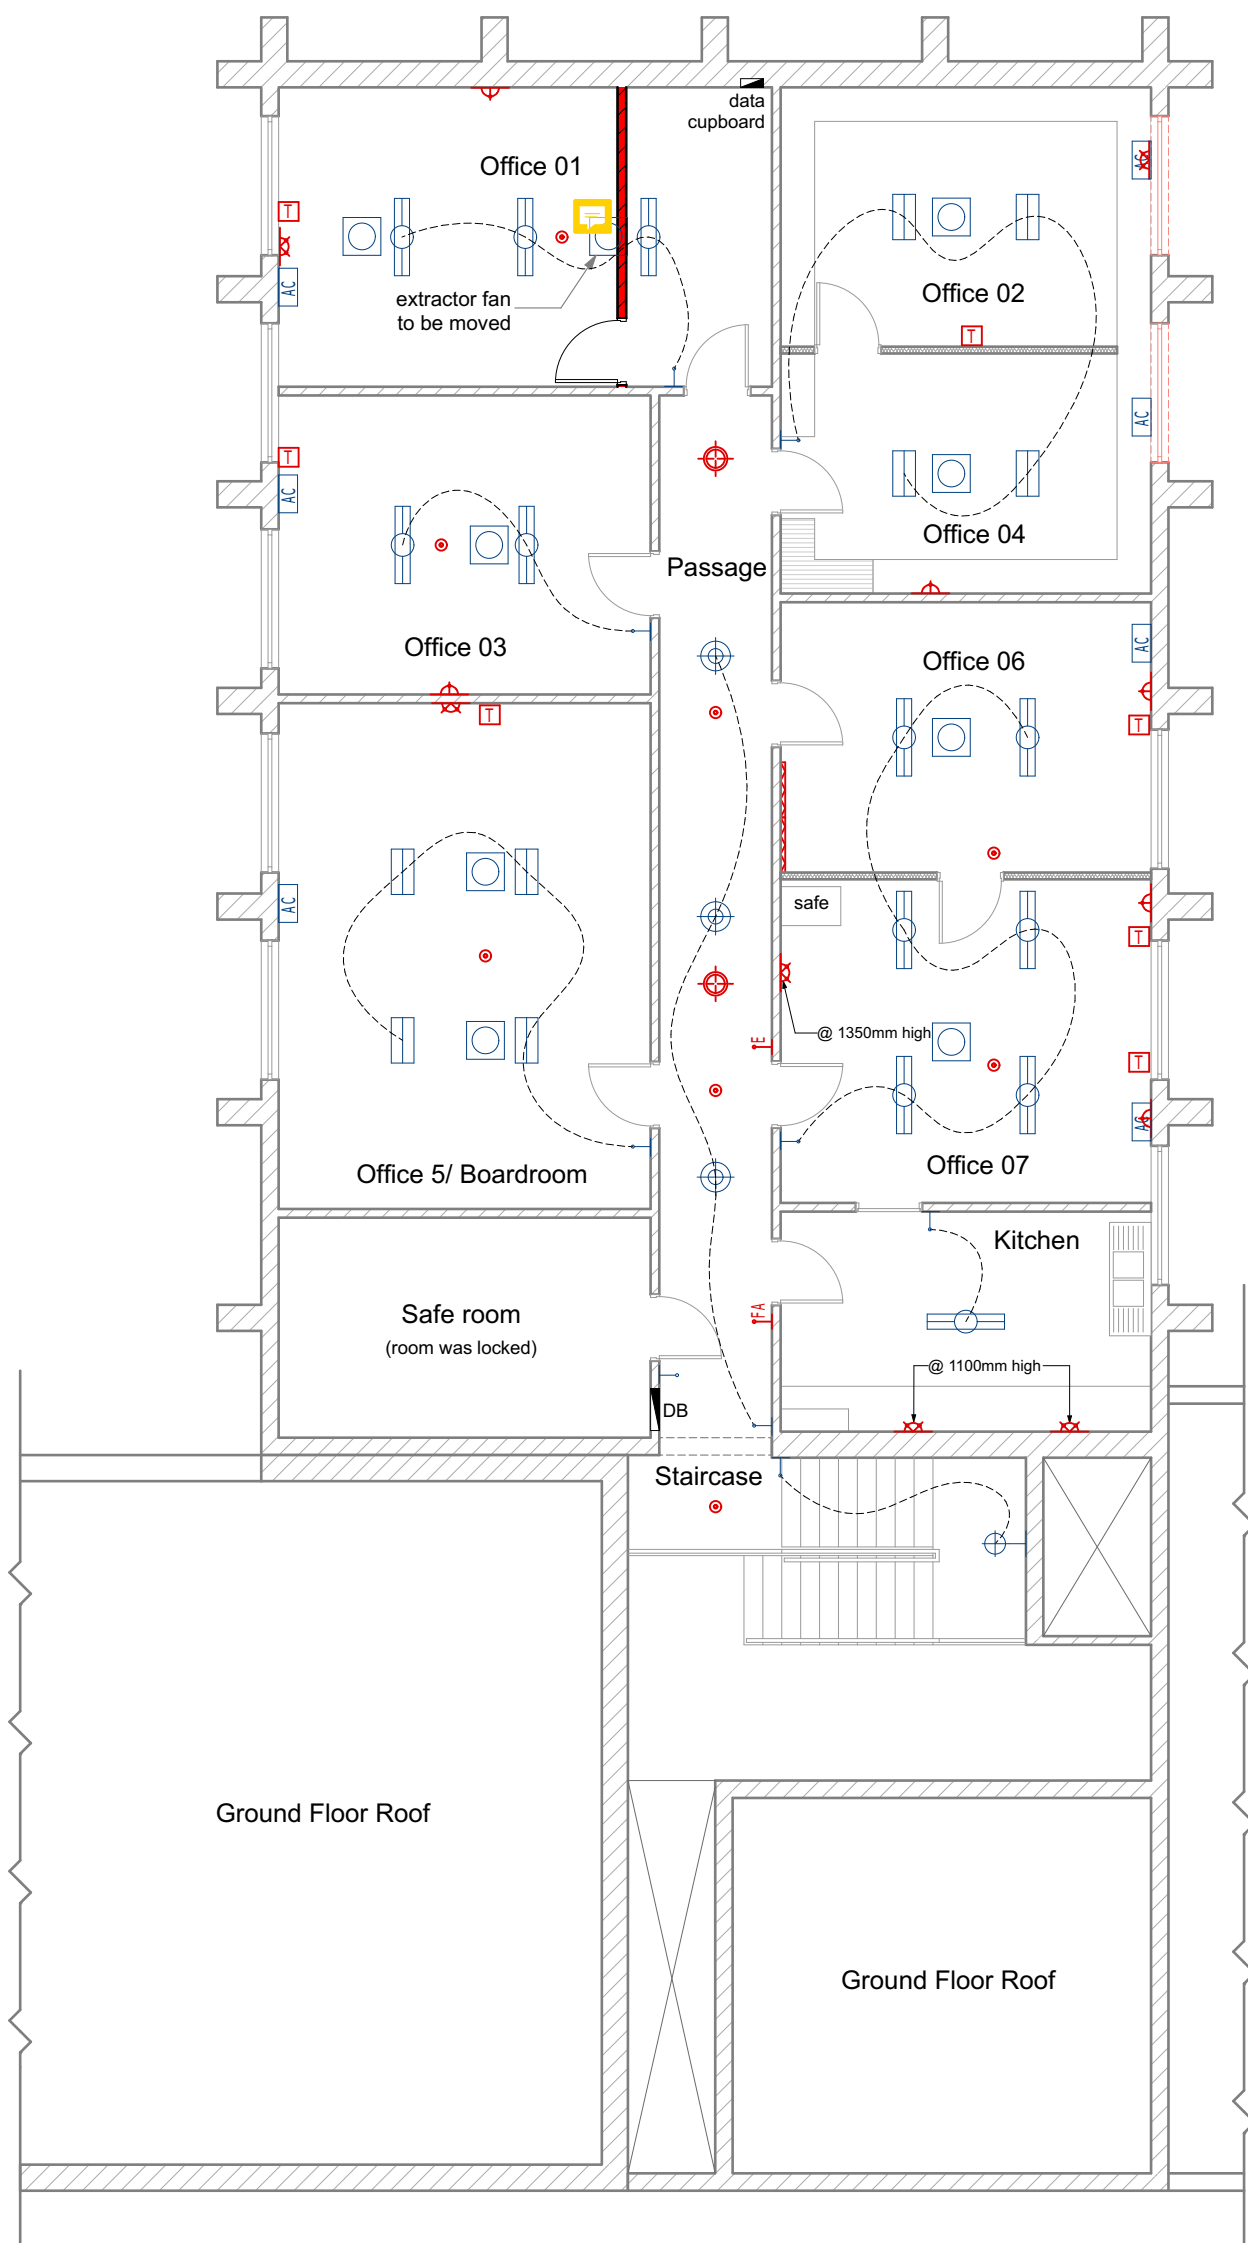 data
cupboard
Office 01
T
AC
AC
extractor fan
to be moved
Office 02
T
AC
T
AC
Office 04
Passage
Office 03
T
Office 06
AC
T
AC
safe
T
@ 1350mm high
E
T
AC
Office 07
Office 5/ Boardroom
Kitchen
Safe room
(room was locked)
FA
@ 1100mm high
DB
Staircase
Ground Floor Roof
Ground Floor Roof